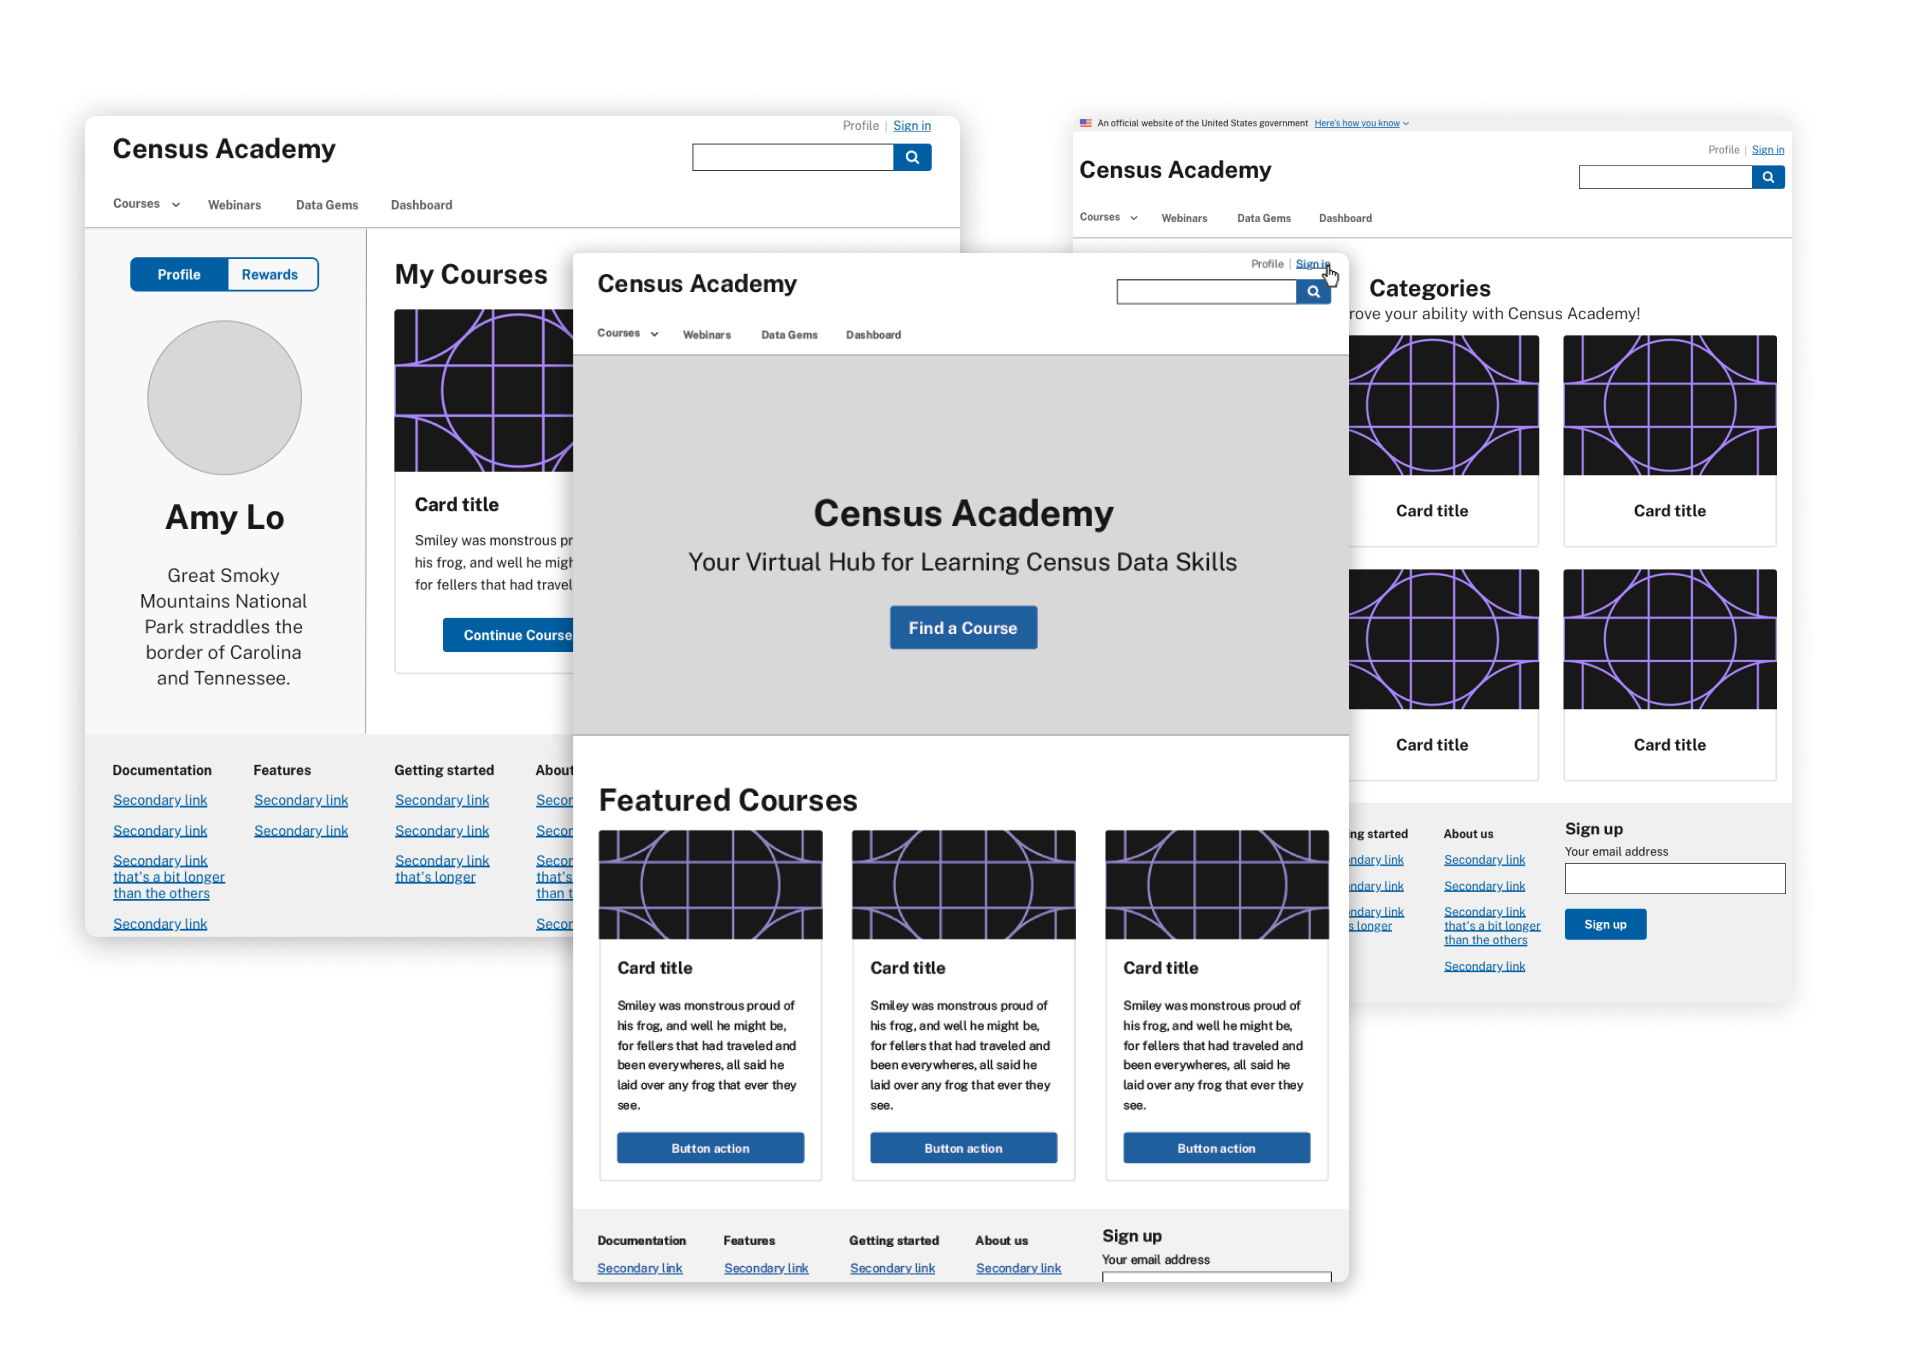 Profile | Sign in
Census Academy
Courses Webinars Data Gems Dashboard
Profile Rewards
Amy Lo
Great Smoky
Mountains National
Park straddles the
border of Carolina
and Tennessee.
My Courses
Card title
Smiley was monstrous
his frog, and well he
for fellers that had
Continue Course
Documentation
Secondary link
Secondary link
Secondary link
that's a bit longer
than the others
Secondary link
Features
Secondary link
Secondary link
Getting started
Secondary link
Secondary link
Secondary link
that's longer
About
Profile | Sign in
Census Academy
Courses Webinars Data Gems Dashboard
Census Academy
Your Virtual Hub for Learning Census Data Skills
Find a Course
Featured Courses
Card title
Smiley was monstrous proud of
his frog, and well he might be,
for fellers that had traveled and
been everywheres, all said he
laid over any frog that ever they
see.
Button action
Card title
Smiley was monstrous proud of
his frog, and well he might be,
for fellers that had traveled and
been everywheres, all said he
laid over any frog that ever they
see.
Button action
Card title
Smiley was monstrous proud of
his frog, and well he might be,
for fellers that had traveled and
been everywheres, all said he
laid over any frog that ever they
see.
Button action
Documentation
Secondary link
Features
Secondary link
Getting started
Secondary link
About us
Secondary link
Sign up
Your email address
An official website of the United States government Here's how you know
Profile | Sign in
Census Academy
Courses Webinars Data Gems Dashboard
Categories
your ability with Census Academy!
Card title
Card title
Card title
Card title
started
link
link
link
longer
About us
Secondary link
Secondary link
Secondary link
that's a bit longer
than the others
Secondary link
Sign up
Your email address
Sign up